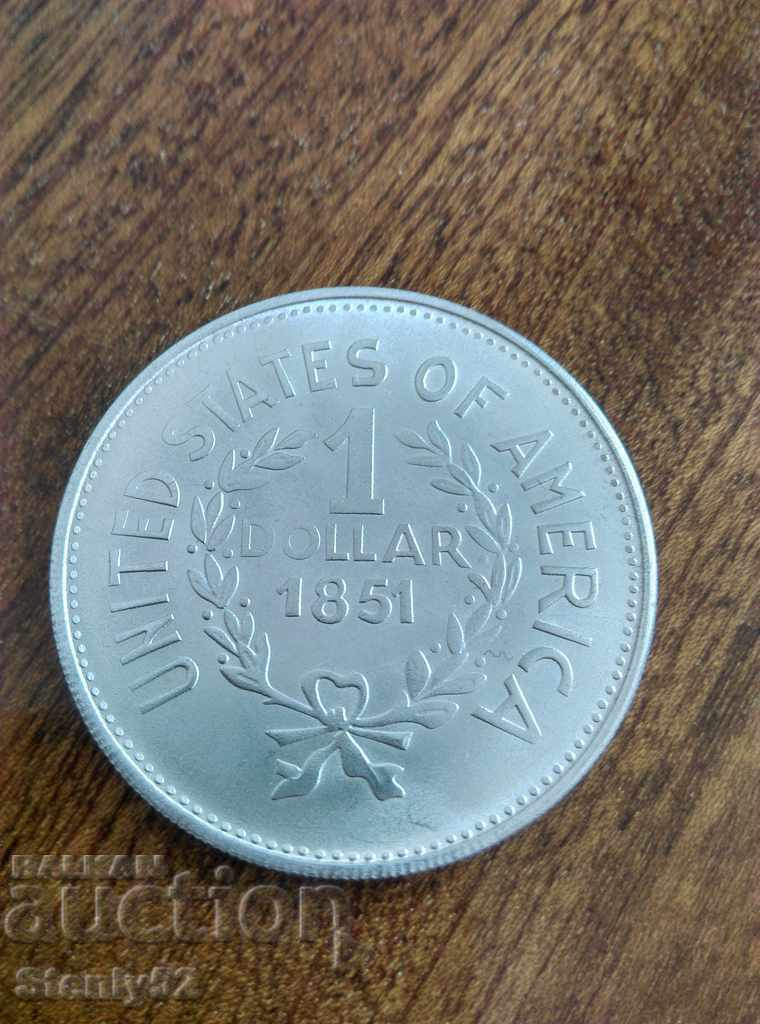 UNITED STATES OF AMERICA
1
DOLLAR
1851
BALKAN
auction
Stenly52